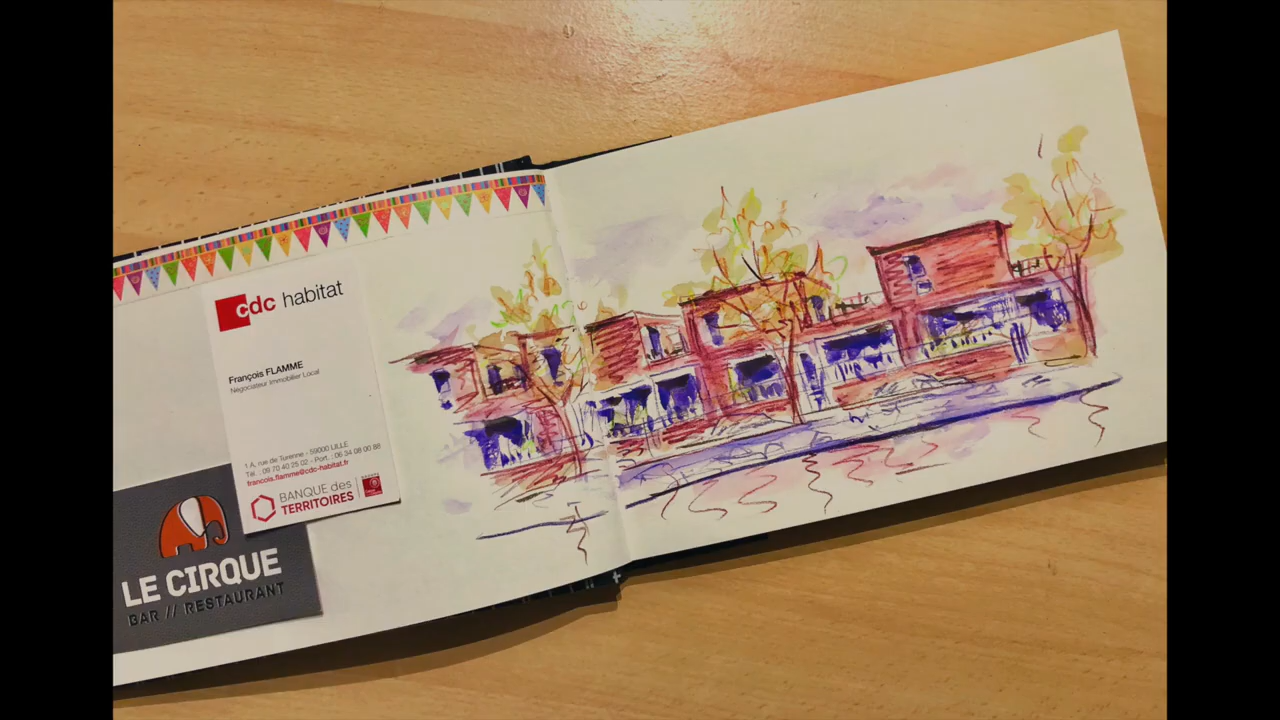 cdc habitat
François FLAMME
Négociateur Immobilier Local
1 A, rue de Turenne - 59000 LILLE
Tél. : 09 70 40 25 02 - Port. : 06 34 08 00 88
francois.flamme@cdc-habitat.fr
BANQUE des
TERRITOIRES
LE CIRQUE
BAR // RESTAURANT